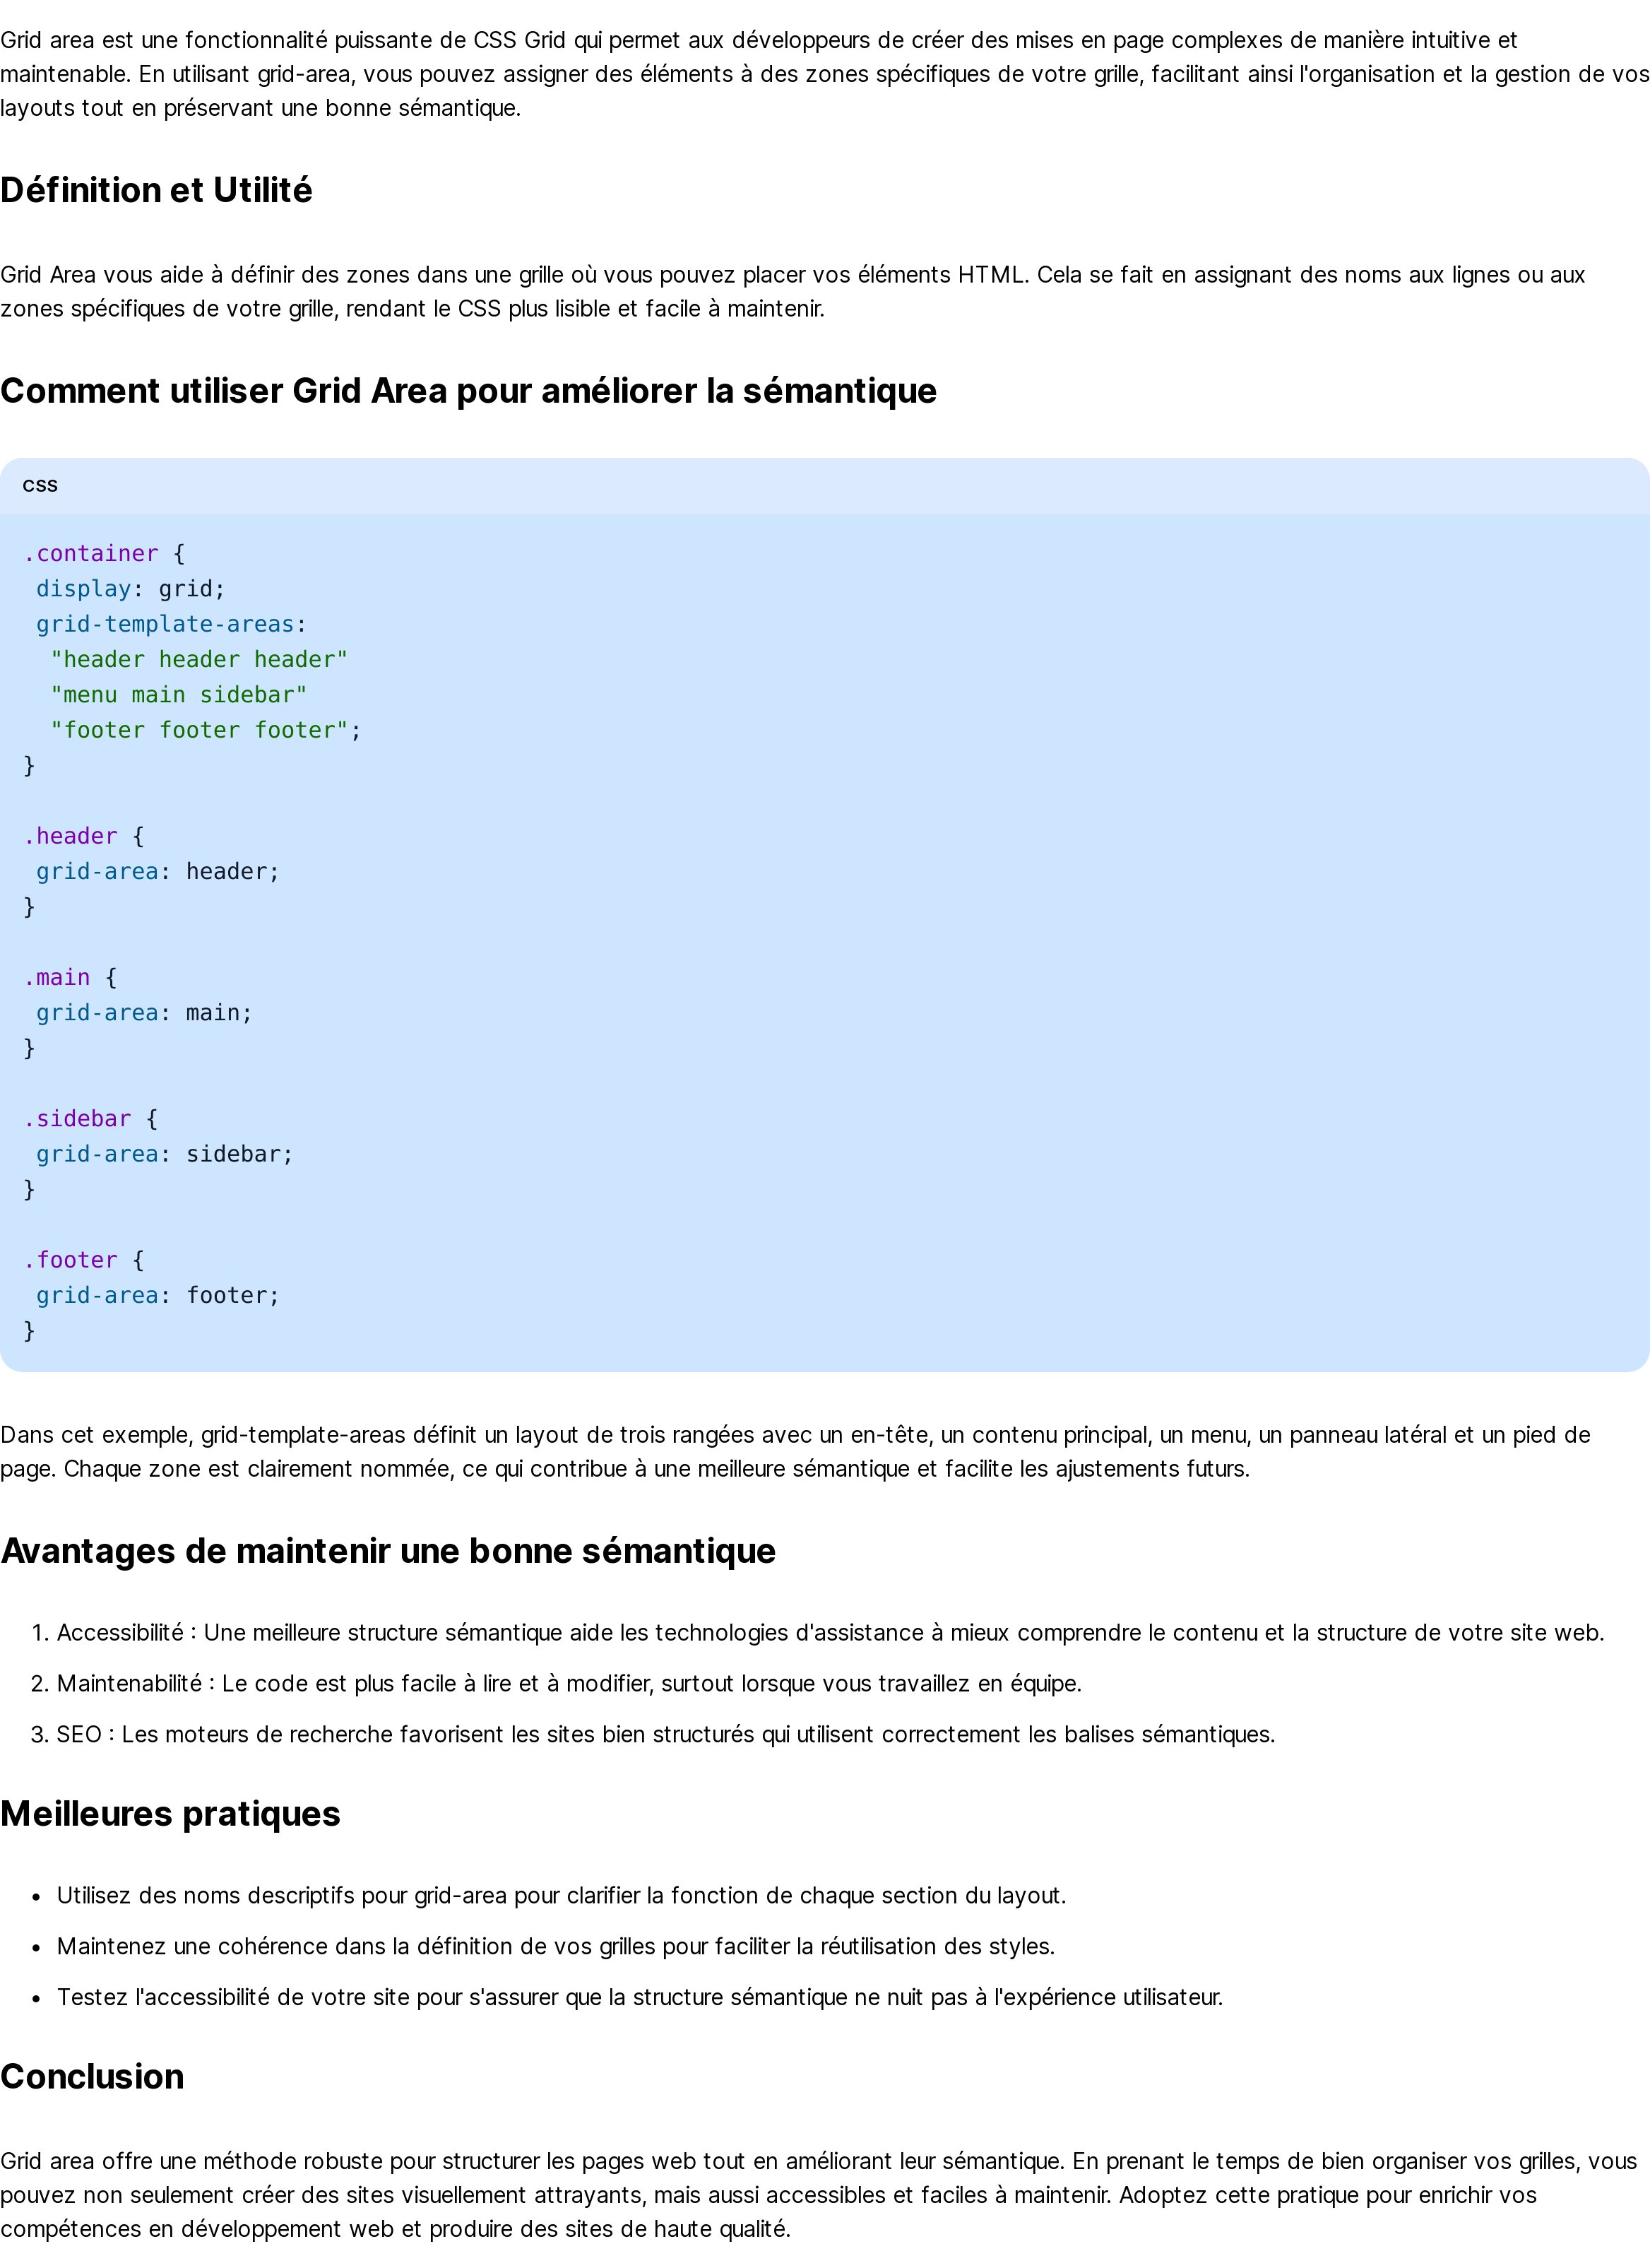 Grid area est une fonctionnalité puissante de CSS Grid qui permet aux développeurs de créer des mises en page complexes de manière intuitive et
maintenable. En utilisant grid-area, vous pouvez assigner des éléments à des zones spécifiques de votre grille, facilitant ainsi l'organisation et la gestion de vos
layouts tout en préservant une bonne sémantique.
Définition et Utilité
Grid Area vous aide à définir des zones dans une grille où vous pouvez placer vos éléments HTML. Cela se fait en assignant des noms aux lignes ou aux
zones spécifiques de votre grille, rendant le CSS plus lisible et facile à maintenir.
Comment utiliser Grid Area pour améliorer la sémantique
css
.container {
 display: grid;
 grid-template-areas:
  "header header header"
  "menu main sidebar"
  "footer footer footer";
}
.header {
 grid-area: header;
}
.main {
 grid-area: main;
}
.sidebar {
 grid-area: sidebar;
}
.footer {
 grid-area: footer;
}
Dans cet exemple, grid-template-areas définit un layout de trois rangées avec un en-tête, un contenu principal, un menu, un panneau latéral et un pied de
page. Chaque zone est clairement nommée, ce qui contribue à une meilleure sémantique et facilite les ajustements futurs.
Avantages de maintenir une bonne sémantique
1. Accessibilité : Une meilleure structure sémantique aide les technologies d'assistance à mieux comprendre le contenu et la structure de votre site web.
2. Maintenabilité : Le code est plus facile à lire et à modifier, surtout lorsque vous travaillez en équipe.
3. SEO : Les moteurs de recherche favorisent les sites bien structurés qui utilisent correctement les balises sémantiques.
Meilleures pratiques
• Utilisez des noms descriptifs pour grid-area pour clarifier la fonction de chaque section du layout.
• Maintenez une cohérence dans la définition de vos grilles pour faciliter la réutilisation des styles.
• Testez l'accessibilité de votre site pour s'assurer que la structure sémantique ne nuit pas à l'expérience utilisateur.
Conclusion
Grid area offre une méthode robuste pour structurer les pages web tout en améliorant leur sémantique. En prenant le temps de bien organiser vos grilles, vous
pouvez non seulement créer des sites visuellement attrayants, mais aussi accessibles et faciles à maintenir. Adoptez cette pratique pour enrichir vos
compétences en développement web et produire des sites de haute qualité.